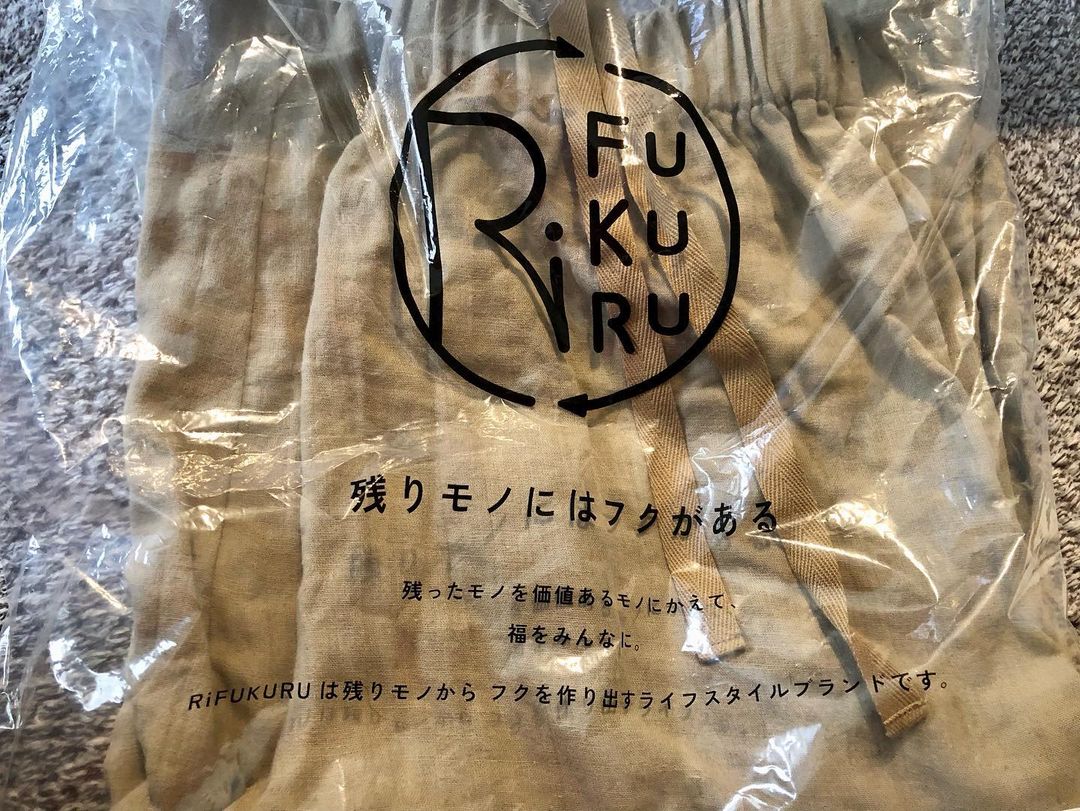 Ri
FU
KU
RU
残りモノにはフクがある
残ったモノを価値あるモノにかえて、
福をみんなに。
RiFUKURU は残りモノから フクを作り出すライフスタイルブランドです。